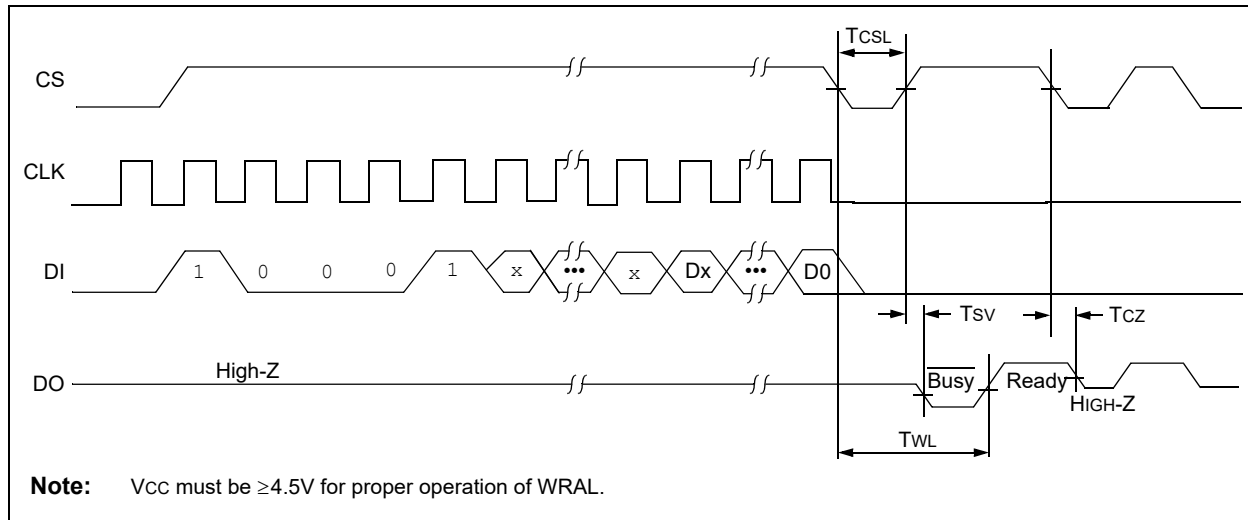 TCSL
CS
CLK
DI 1 0 0 0 1 x ••• x Dx ••• D0
TSV TCZ
High-Z
DO Busy Ready
HIGH-Z
TWL
Note: VCC must be ≥4.5V for proper operation of WRAL.